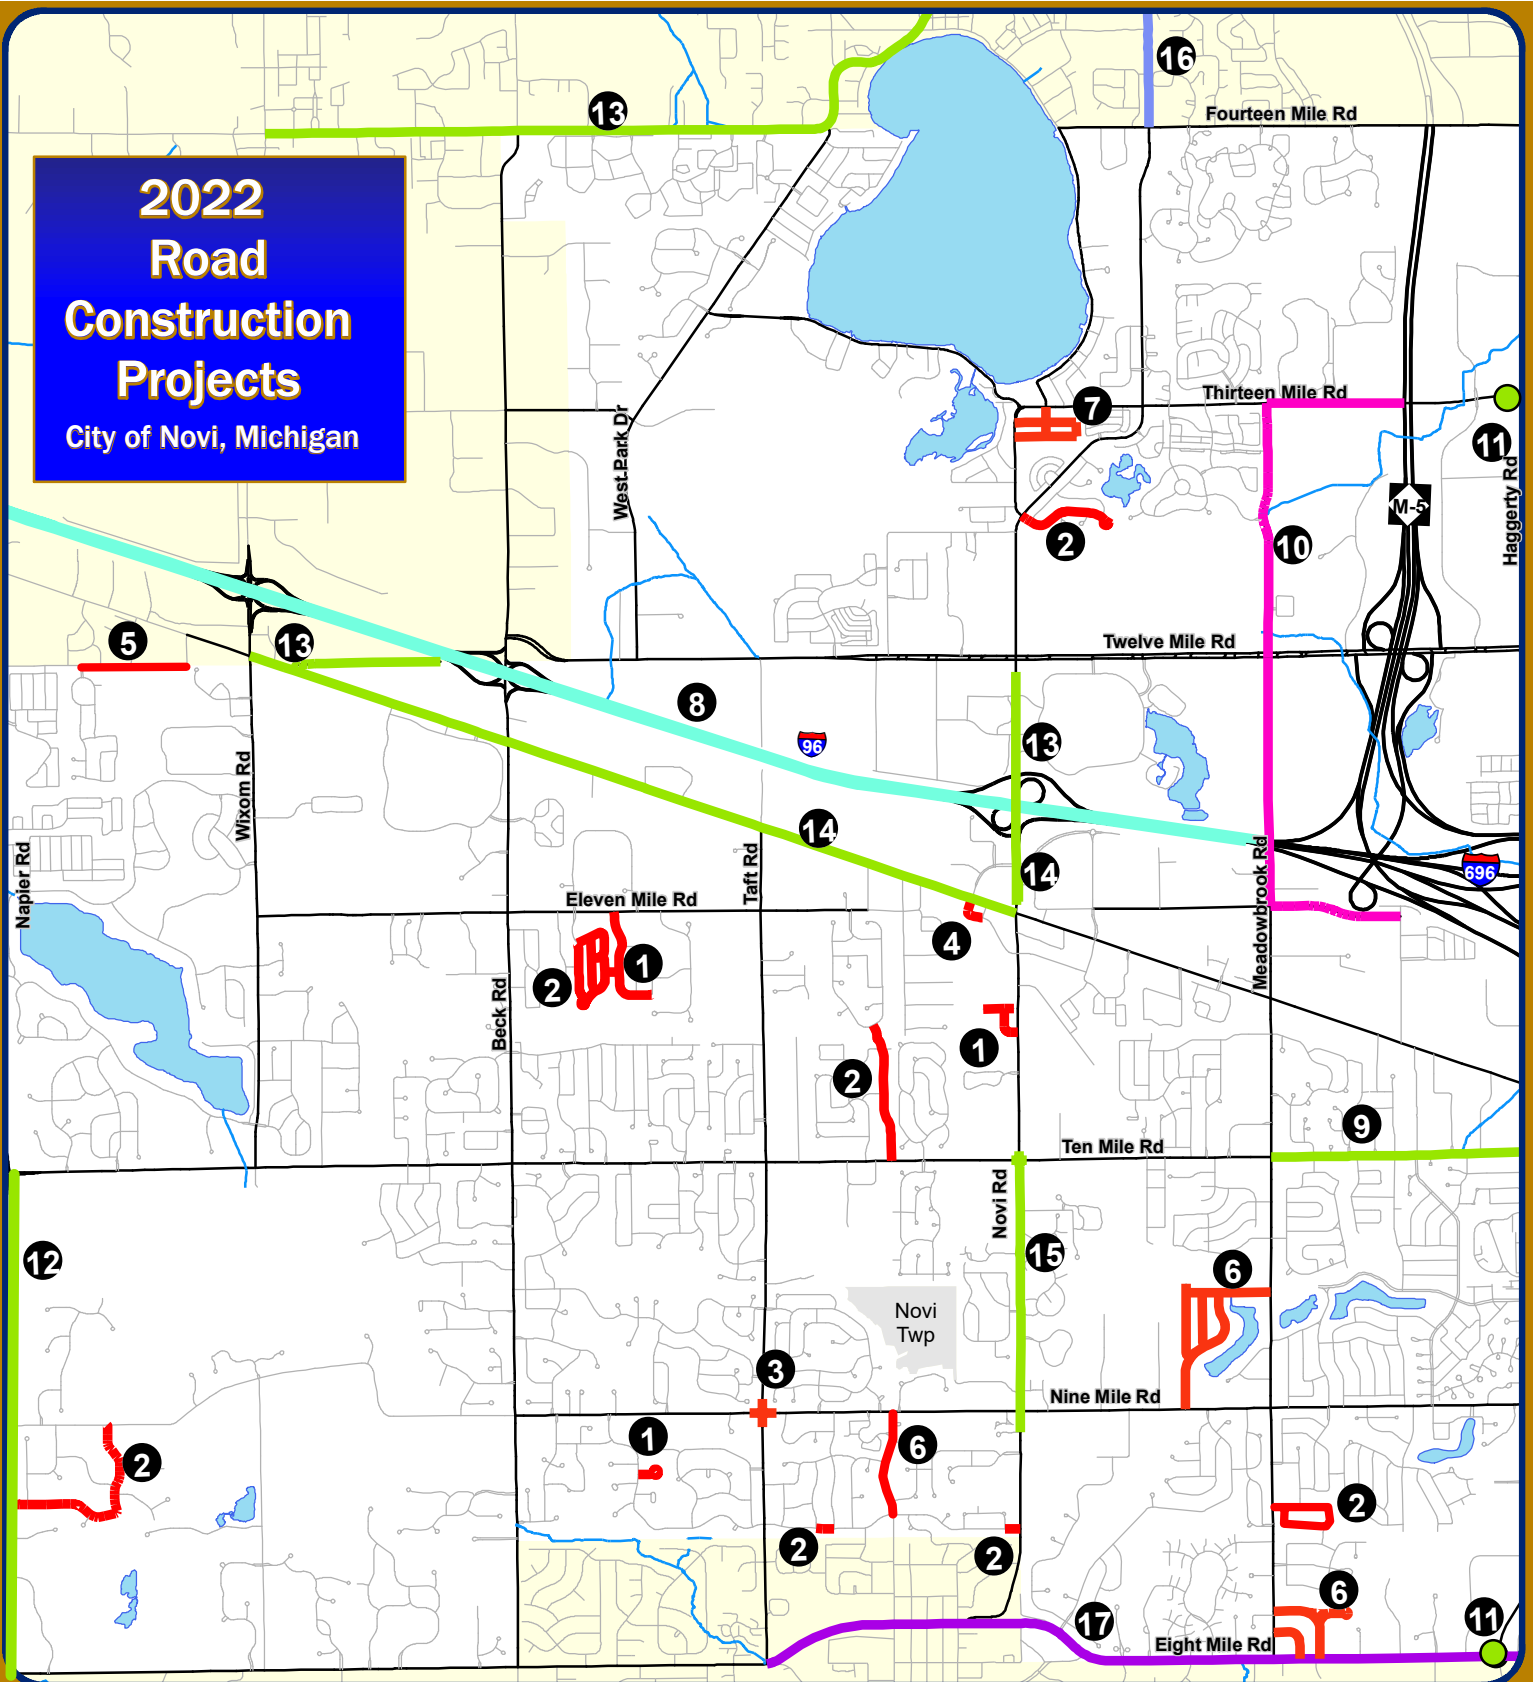 16
Fourteen Mile Rd
13
2022
Road
Construction
Projects
City of Novi, Michigan
Thirteen Mile Rd
7
11
West Park Dr
Haggerty Rd
M-5
2
10
5
13
Twelve Mile Rd
8
96
13
Wixom Rd
14
14
Taft Rd
Napier Rd
Meadowbrook Rd
696
Eleven Mile Rd
4
1
2
Beck Rd
1
2
9
Ten Mile Rd
Novi Rd
12
15
6
Novi
Twp
3
Nine Mile Rd
1
6
2
2
2
2
6
17
11
Eight Mile Rd